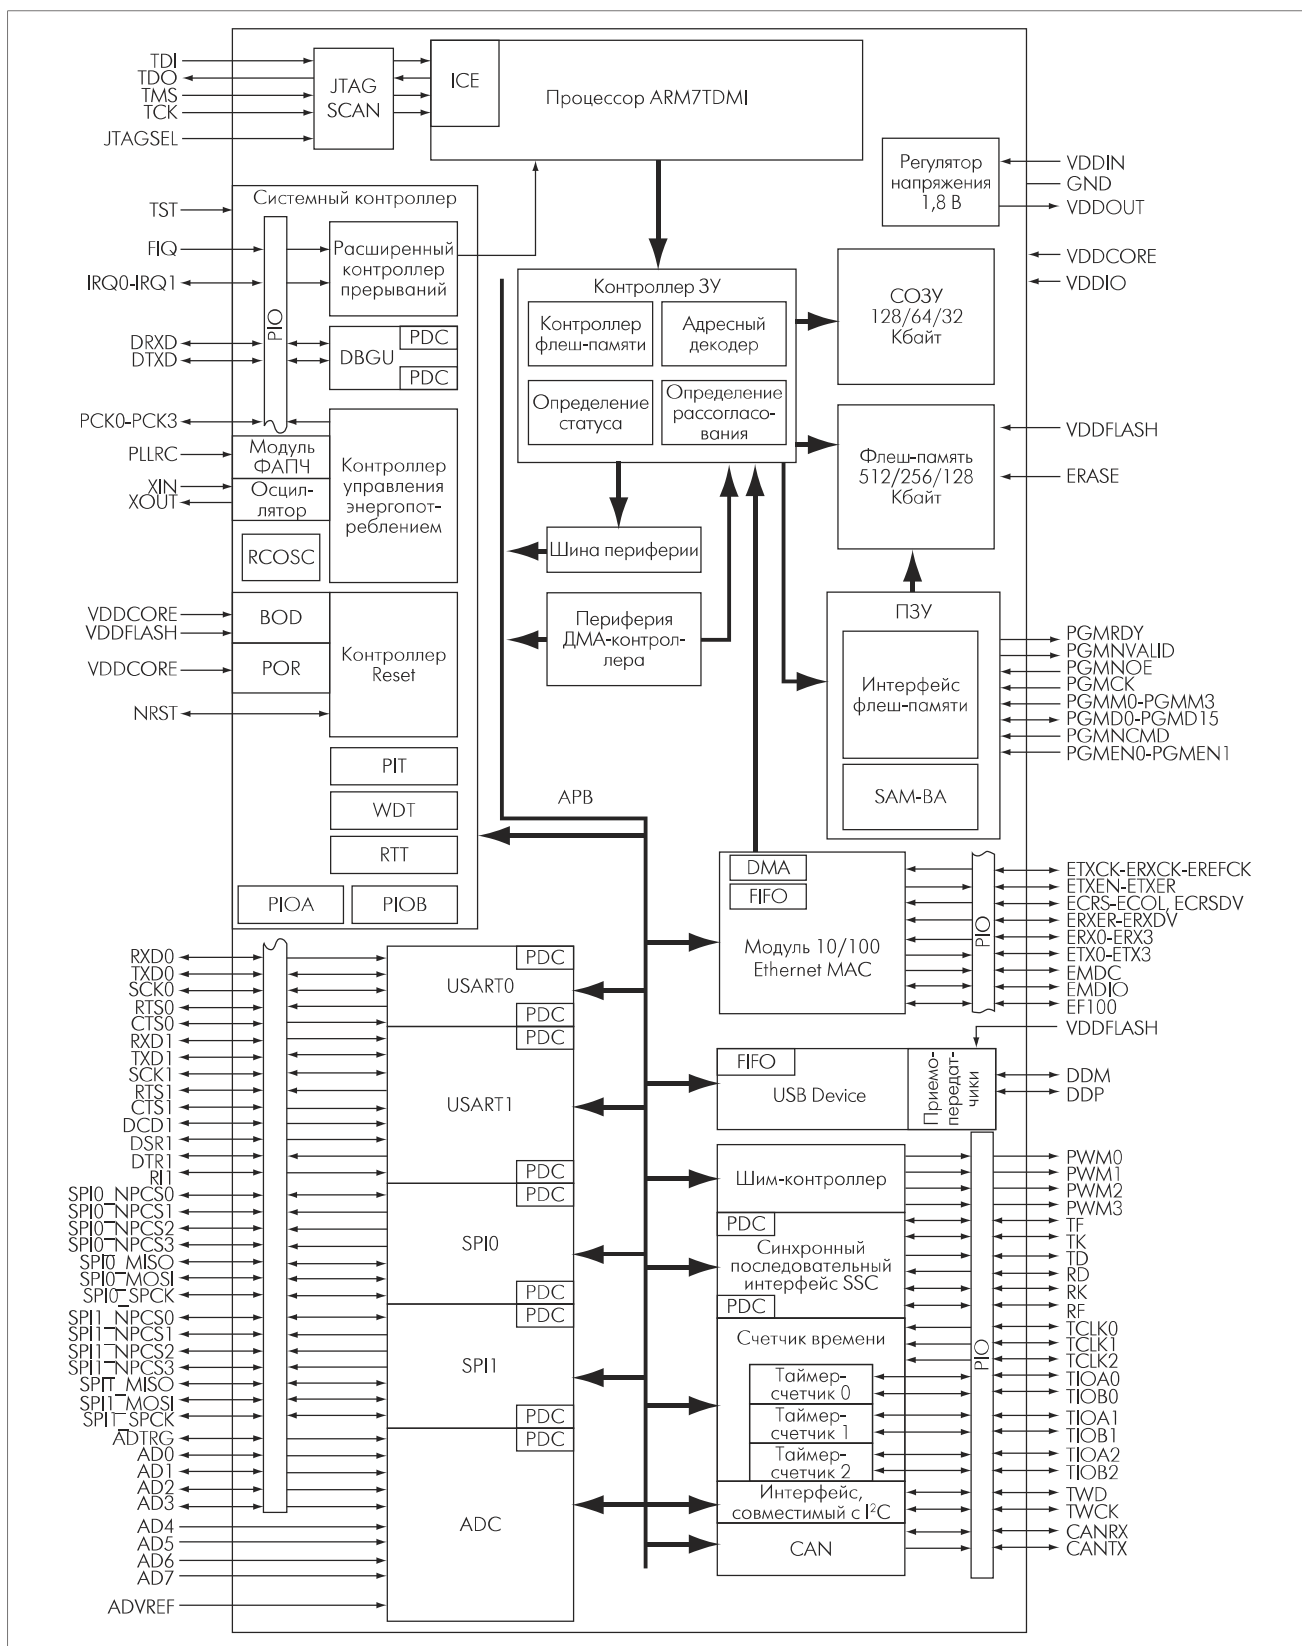 TDI
TDO
TMS
TCK
JTAGSEL
JTAG
SCAN
ICE
Процессор ARM7TDMI
Регулятор
напряжения
1,8 В
VDDIN
GND
VDDOUT
VDDCORE
VDDIO
Системный контроллер
TST
FIQ
IRQ0-IRQ1
PIO
Расширенный
контроллер
прерываний
DRXD
DTXD
DBGU
PDC
PDC
PCK0-PCK3
PLLRC
XIN
XOUT
Модуль
ФАПЧ
Осцил-
лятор
RCOSC
Контроллер
управления
энергопот-
реблением
VDDCORE
VDDFLASH
VDDCORE
NRST
BOD
POR
Контроллер
Reset
PIT
WDT
RTT
PIOA
PIOB
Контроллер ЗУ
Контроллер
флеш-памяти
Адресный
декодер
Определение
статуса
Определение
рассогласо-
вания
СОЗУ
128/64/32
Кбайт
Флеш-память
512/256/128
Кбайт
VDDFLASH
ERASE
Шина периферии
Периферия
ДМА-контрол-
лера
ПЗУ
Интерфейс
флеш-памяти
SAM-BA
PGMRDY
PGMNVALID
PGMNOE
PGMCK
PGMM0-PGMM3
PGMD0-PGMD15
PGMNCMD
PGMEN0-PGMEN1
APB
DMA
FIFO
Модуль 10/100
Ethernet MAC
PIO
ETXCK-ERXCK-EREFCK
ETXEN-ETXER
ECRS-ECOL, ECRSDV
ERXER-ERXDV
ERX0-ERX3
ETX0-ETX3
EMDC
EMDIO
EF100
VDDFLASH
FIFO
USB Device
Приемо-
передат-
чики
DDM
DDP
RXD0
TXD0
SCK0
RTS0
CTS0
RXD1
TXD1
SCK1
RTS1
CTS1
DCD1
DSR1
DTR1
RI1
SPI0_NPCS0
SPI0_NPCS1
SPI0_NPCS2
SPI0_NPCS3
SPI0_MISO
SPI0_MOSI
SPI0_SPCK
SPI1_NPCS0
SPI1_NPCS1
SPI1_NPCS2
SPI1_NPCS3
SPI1_MISO
SPI1_MOSI
SPI1_SPCK
ADTRG
AD0
AD1
AD2
AD3
AD4
AD5
AD6
AD7
ADVREF
PDC
USART0
PDC
PDC
USART1
PDC
PDC
SPI0
PDC
PDC
SPI1
PDC
PDC
ADC
Шим-контроллер
PDC
Синхронный
последовательный
интерфейс SSC
PDC
Счетчик времени
Таймер-
счетчик 0
Таймер-
счетчик 1
Таймер-
счетчик 2
Интерфейс,
совместимый с I²C
CAN
PIO
PWM0
PWM1
PWM2
PWM3
TF
TK
TD
RD
RK
RF
TCLK0
TCLK1
TCLK2
TIOA0
TIOB0
TIOA1
TIOB1
TIOA2
TIOB2
TWD
TWCK
CANRX
CANTX